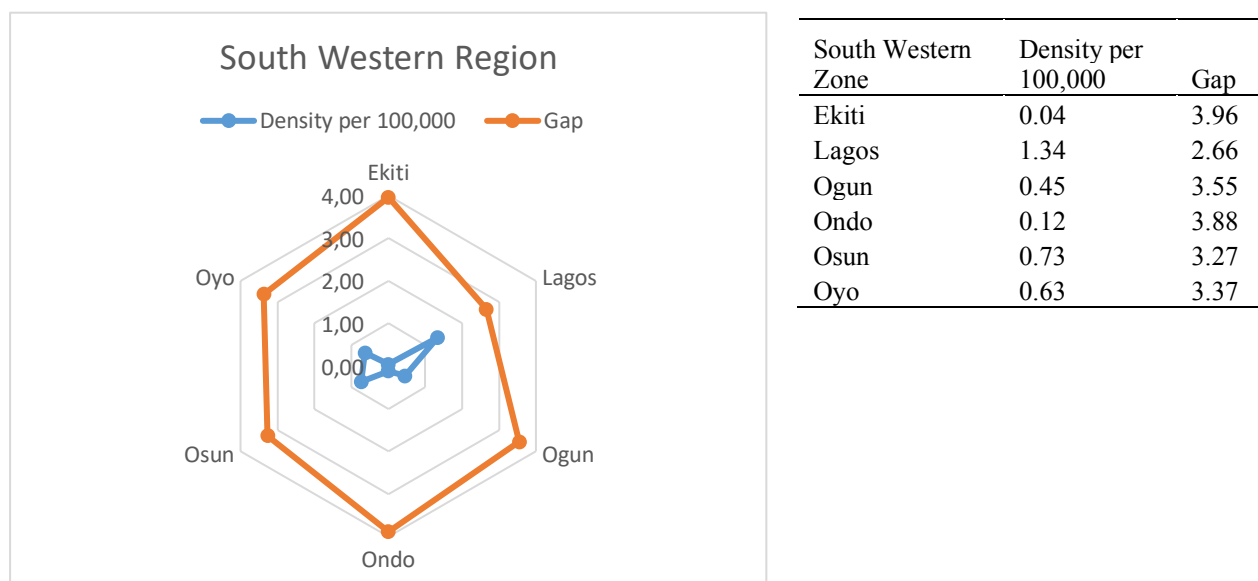 South Western Region
Density per 100,000 Gap
Ekiti
4,00
3,00
2,00
1,00
0,00
Oyo
Lagos
Osun
Ogun
Ondo
South Western Zone Density per 100,000 Gap
Ekiti 0.04 3.96
Lagos 1.34 2.66
Ogun 0.45 3.55
Ondo 0.12 3.88
Osun 0.73 3.27
Oyo 0.63 3.37